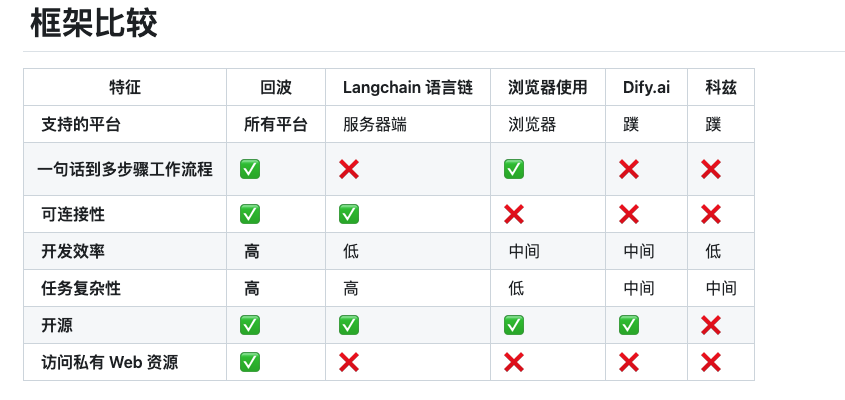 框架比较
特征 回波 Langchain 语言链 浏览器使用 Dify.ai 科兹
支持的平台 所有平台 服务器端 浏览器 蹼 蹼
一句话到多步骤工作流程 ✅ ❌ ✅ ❌ ❌
可连接性 ✅ ✅ ❌ ❌ ❌
开发效率 高 低 中间 中间 低
任务复杂性 高 高 低 中间 中间
开源 ✅ ✅ ✅ ✅ ❌
访问私有 Web 资源 ✅ ❌ ❌ ❌ ❌